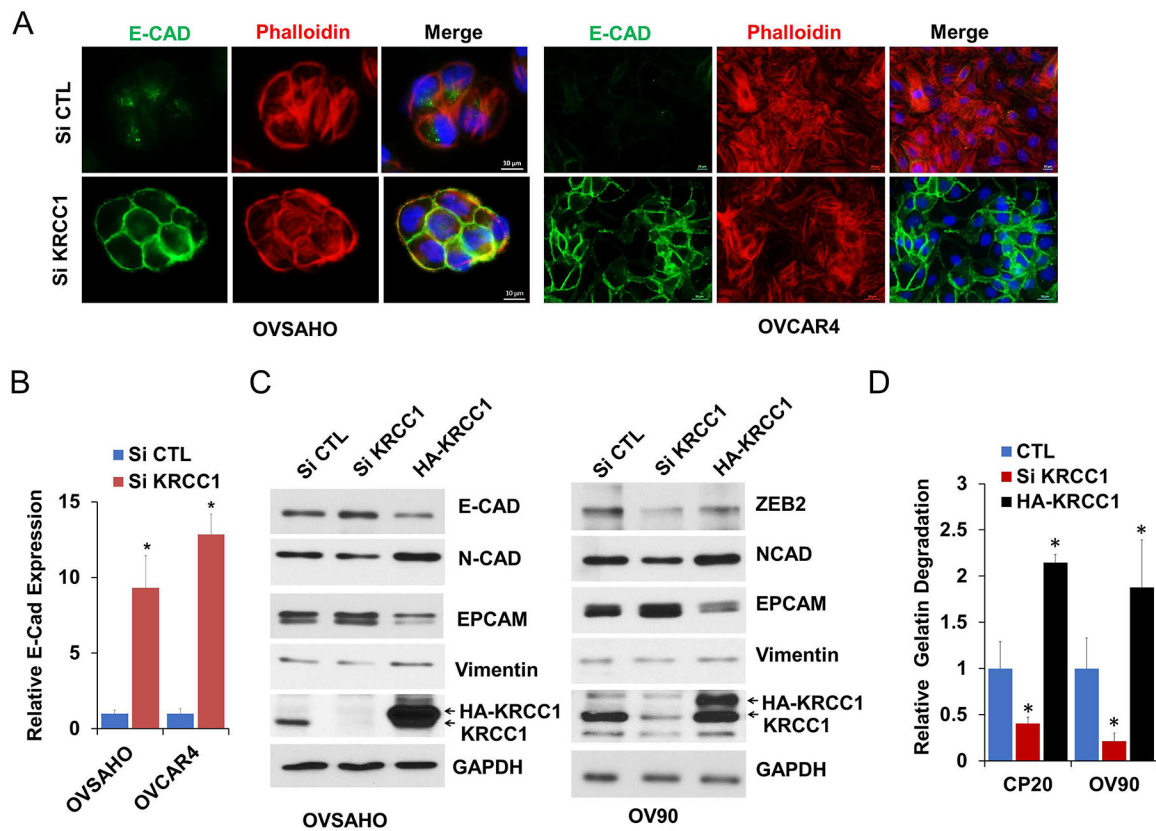 A
E-CAD Phalloidin Merge E-CAD Phalloidin Merge
Si CTL
10 µm
Si KRCC1
10 µm
OVSAHO OVCAR4
B
Si CTL
Si KRCC1
Relative E-Cad Expression
15
10
5
0
*
*
OVSAHO
OVCAR4
C
Si CTL
Si KRCC1
HA-KRCC1
E-CAD
N-CAD
EPCAM
Vimentin
HA-KRCC1
KRCC1
GAPDH
OVSAHO
Si CTL
Si KRCC1
HA-KRCC1
ZEB2
NCAD
EPCAM
Vimentin
HA-KRCC1
KRCC1
GAPDH
OV90
D
CTL
Si KRCC1
HA-KRCC1
Relative Gelatin Degradation
3
2.5
2
1.5
1
0.5
0
*
*
*
*
CP20 OV90